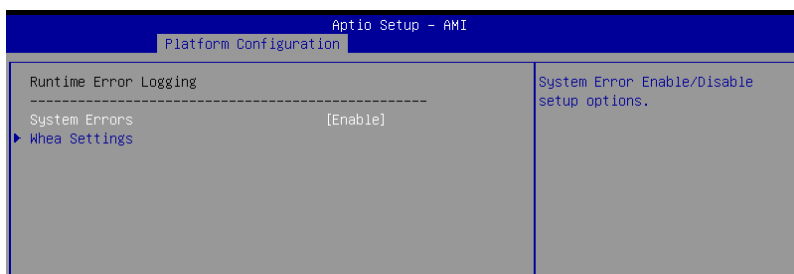 Aptio Setup - AMI
Platform Configuration
Runtime Error Logging
--------------------------------------------------
System Errors [Enable]
Whea Settings
System Error Enable/Disable
setup options.